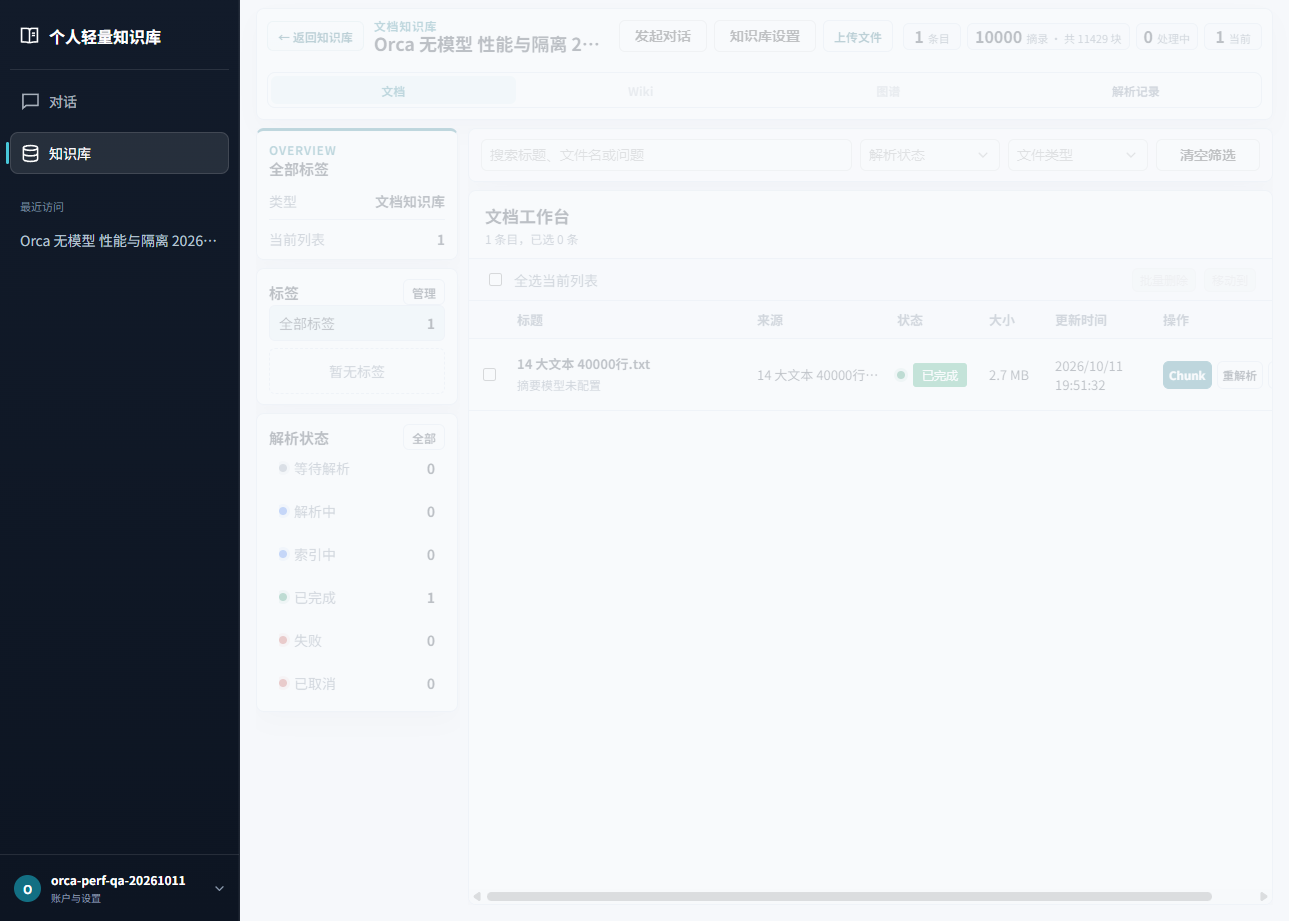 个人轻量知识库
对话
知识库
最近访问
Orca 无模型 性能与隔离 2026···
O
orca-perf-qa-20261011
账户与设置
← 返回知识库
文档知识库
Orca 无模型 性能与隔离 2···
发起对话
知识库设置
上传文件
1 条目
10000 摘录 · 共 11429 块
0 处理中
1 当前
文档
Wiki
图谱
解析记录
OVERVIEW
全部标签
类型 文档知识库
当前列表 1
标签 管理
全部标签 1
暂无标签
解析状态 全部
等待解析 0
解析中 0
索引中 0
已完成 1
失败 0
已取消 0
搜索标题、文件名或问题
解析状态
文件类型
清空筛选
文档工作台
1 条目，已选 0 条
全选当前列表
批量删除
移动到
标题 来源 状态 大小 更新时间 操作
14 大文本 40000行.txt
摘要模型未配置
14 大文本 40000行···
已完成
2.7 MB
2026/10/11
19:51:32
Chunk
重解析